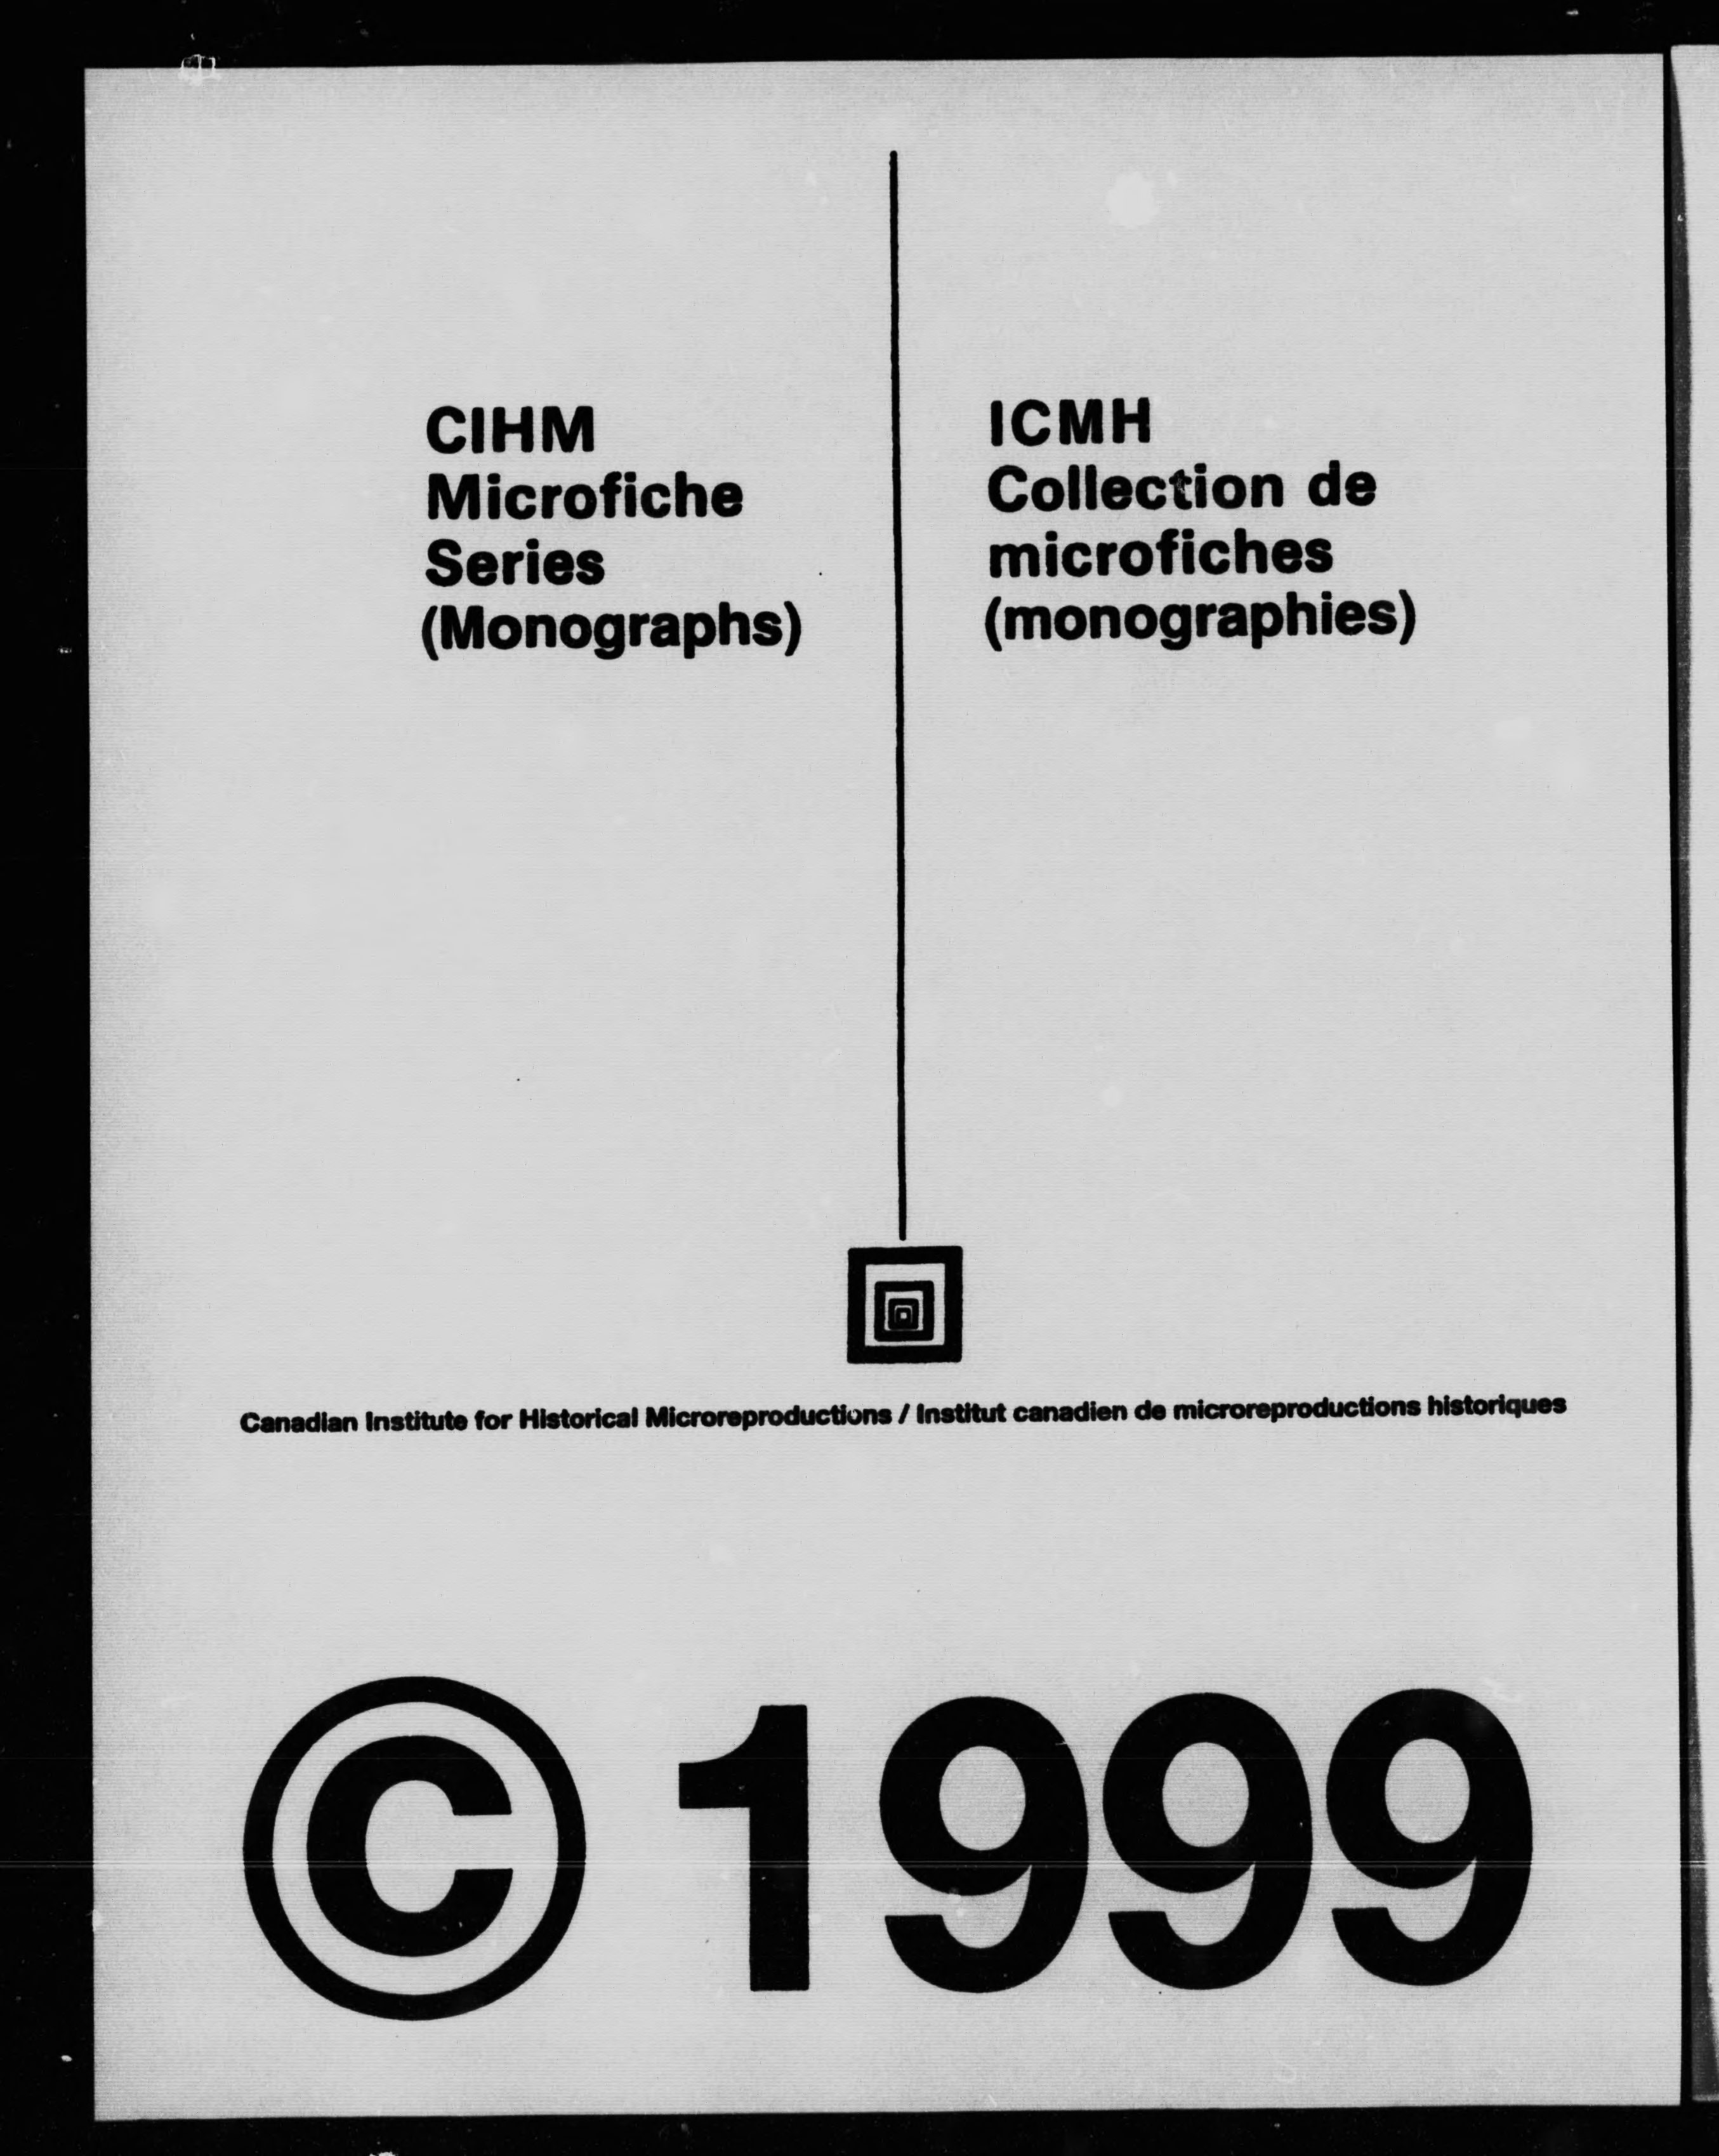 CIHM
Microfiche
Series
(Monographs)
ICMH
Collection de
microfiches
(monographies)
Canadian Institute for Historical Microreproductions / Institut canadien de microreproductions historiques
© 1999